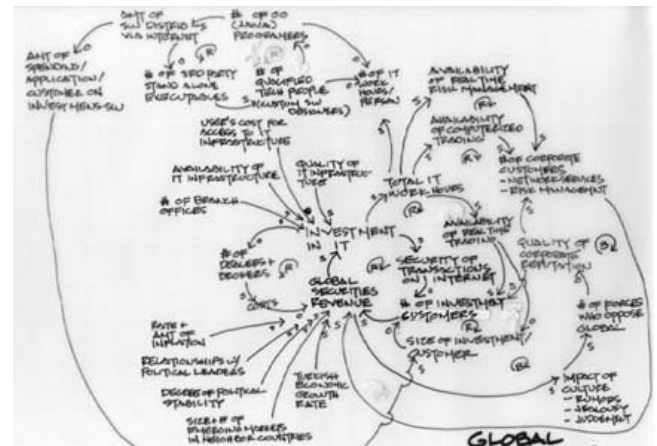 AMT OF
SW DISTRIB
VIA INTERNET
# OF OO
(JAVA)
PROGRAMERS
AMT OF
SPENDING/
APPLICATION/
CUSTOMER ON
INVESTMENS SW
# OF 3RD PARTY
STAND ALONE
EXECUTABLES
# OF
QUALIFIED
TECH PEOPLE
(CUSTOM SW
DESIGNERS)
# OF IT
WORK
HOURS/
PERSON
AVAILABILITY
OF REAL TIME
RISK MANAGEMENT
AVAILABILITY
OF COMPUTERIZED
TRADING
USER'S COST FOR
ACCESS TO IT
INFRASTRUCTURE
AVAILABILITY OF
IT INFRASTRUCTURE
QUALITY OF
IT INFRASTRUC-
TURE
TOTAL IT
WORK HOURS
# OF CORPORATE
CUSTOMERS
- NETWORK SERVICES
- RISK MANAGEMENT
# OF BRANCH
OFFICES
INVESTMENT
IN IT
AVAILABILITY
OF REAL TIME
TRADING
# OF
DEALERS +
BROKERS
SECURITY OF
TRANSACTIONS
ON INTERNET
QUALITY OF
CORPORATE
REPUTATION
COSTS
GLOBAL
SECURITIES
REVENUE
# OF INVESTMENT
CUSTOMERS
# OF FORCES
WHO OPPOSE
GLOBAL
RATE +
AMT OF
INFLATION
SIZE OF INVESTMENT/
CUSTOMER
RELATIONSHIPS W/
POLITICAL LEADERS
DEGREE OF POLITICAL
STABILITY
TURKISH
ECONOMIC
GROWTH
RATE
IMPACT OF
CULTURE
- RUMORS
- JEALOUSY
- JUDGEMENT
SIZE + # OF
EMERGING MARKETS
IN NEIGHBOR COUNTRIES
GLOBAL